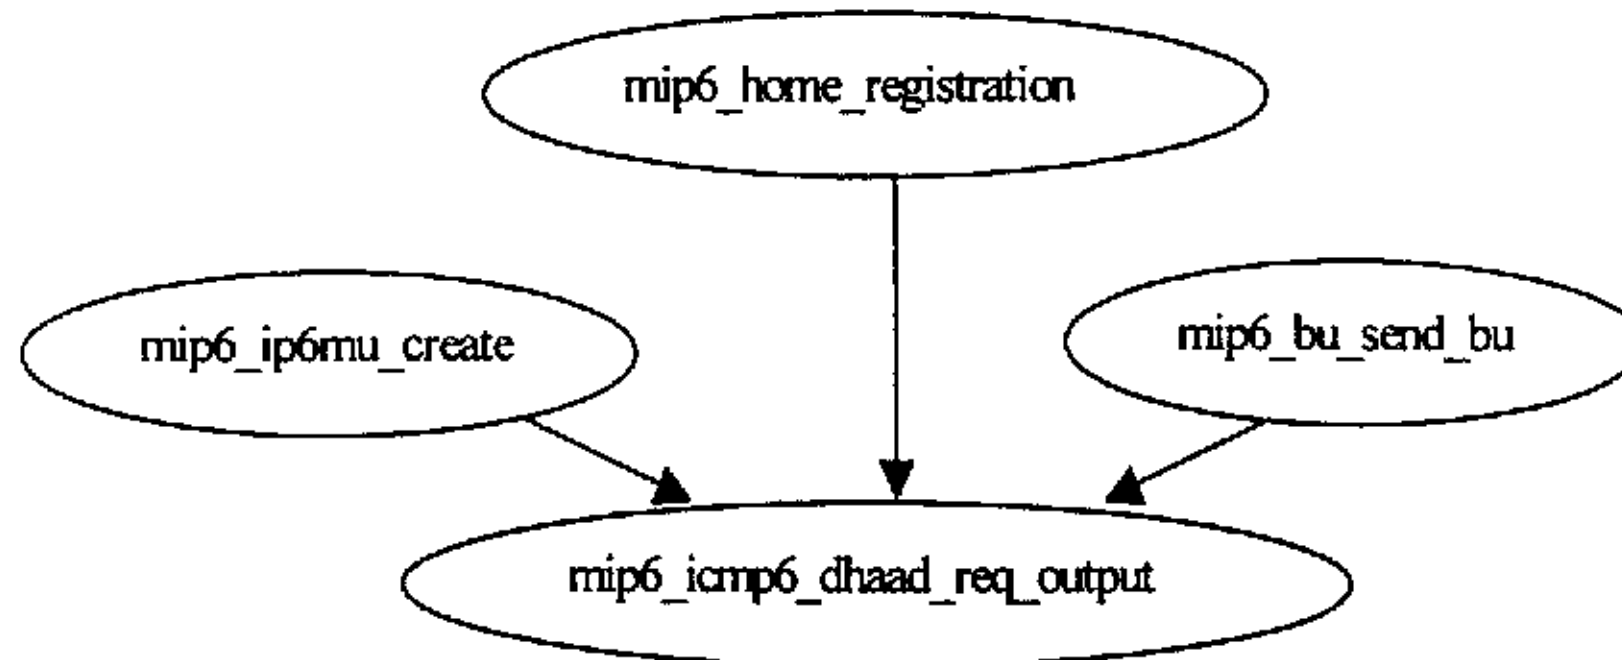 mip6_home_registration
mip6_ip6mu_create
mip6_bu_send_bu
mip6_icmp6_dhaad_req_output